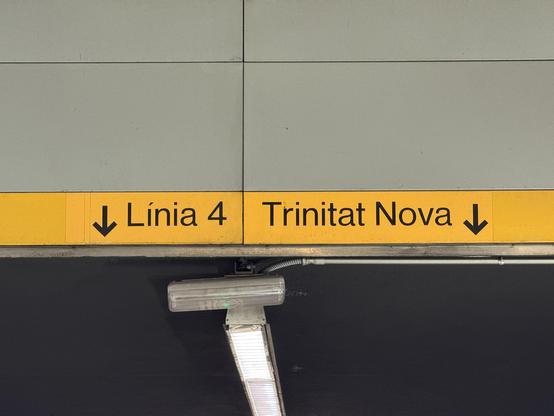 ↓ Línia 4 Trinitat Nova ↓